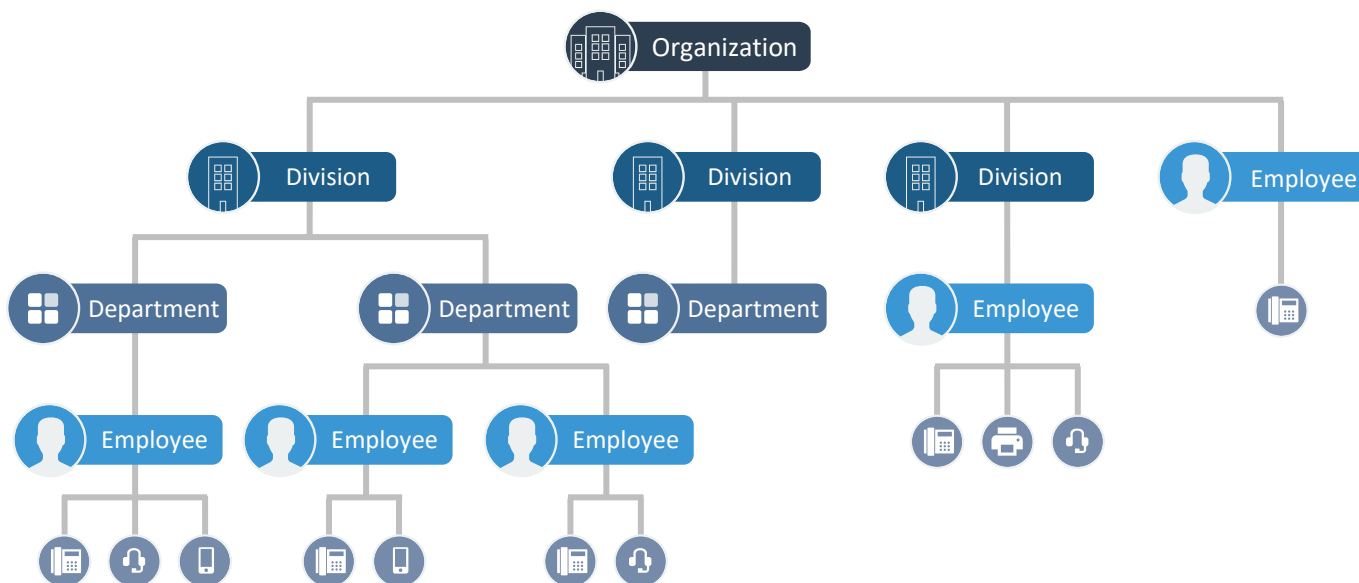 Organization
Division
Division
Division
Employee
Department
Department
Department
Employee
Employee
Employee
Employee